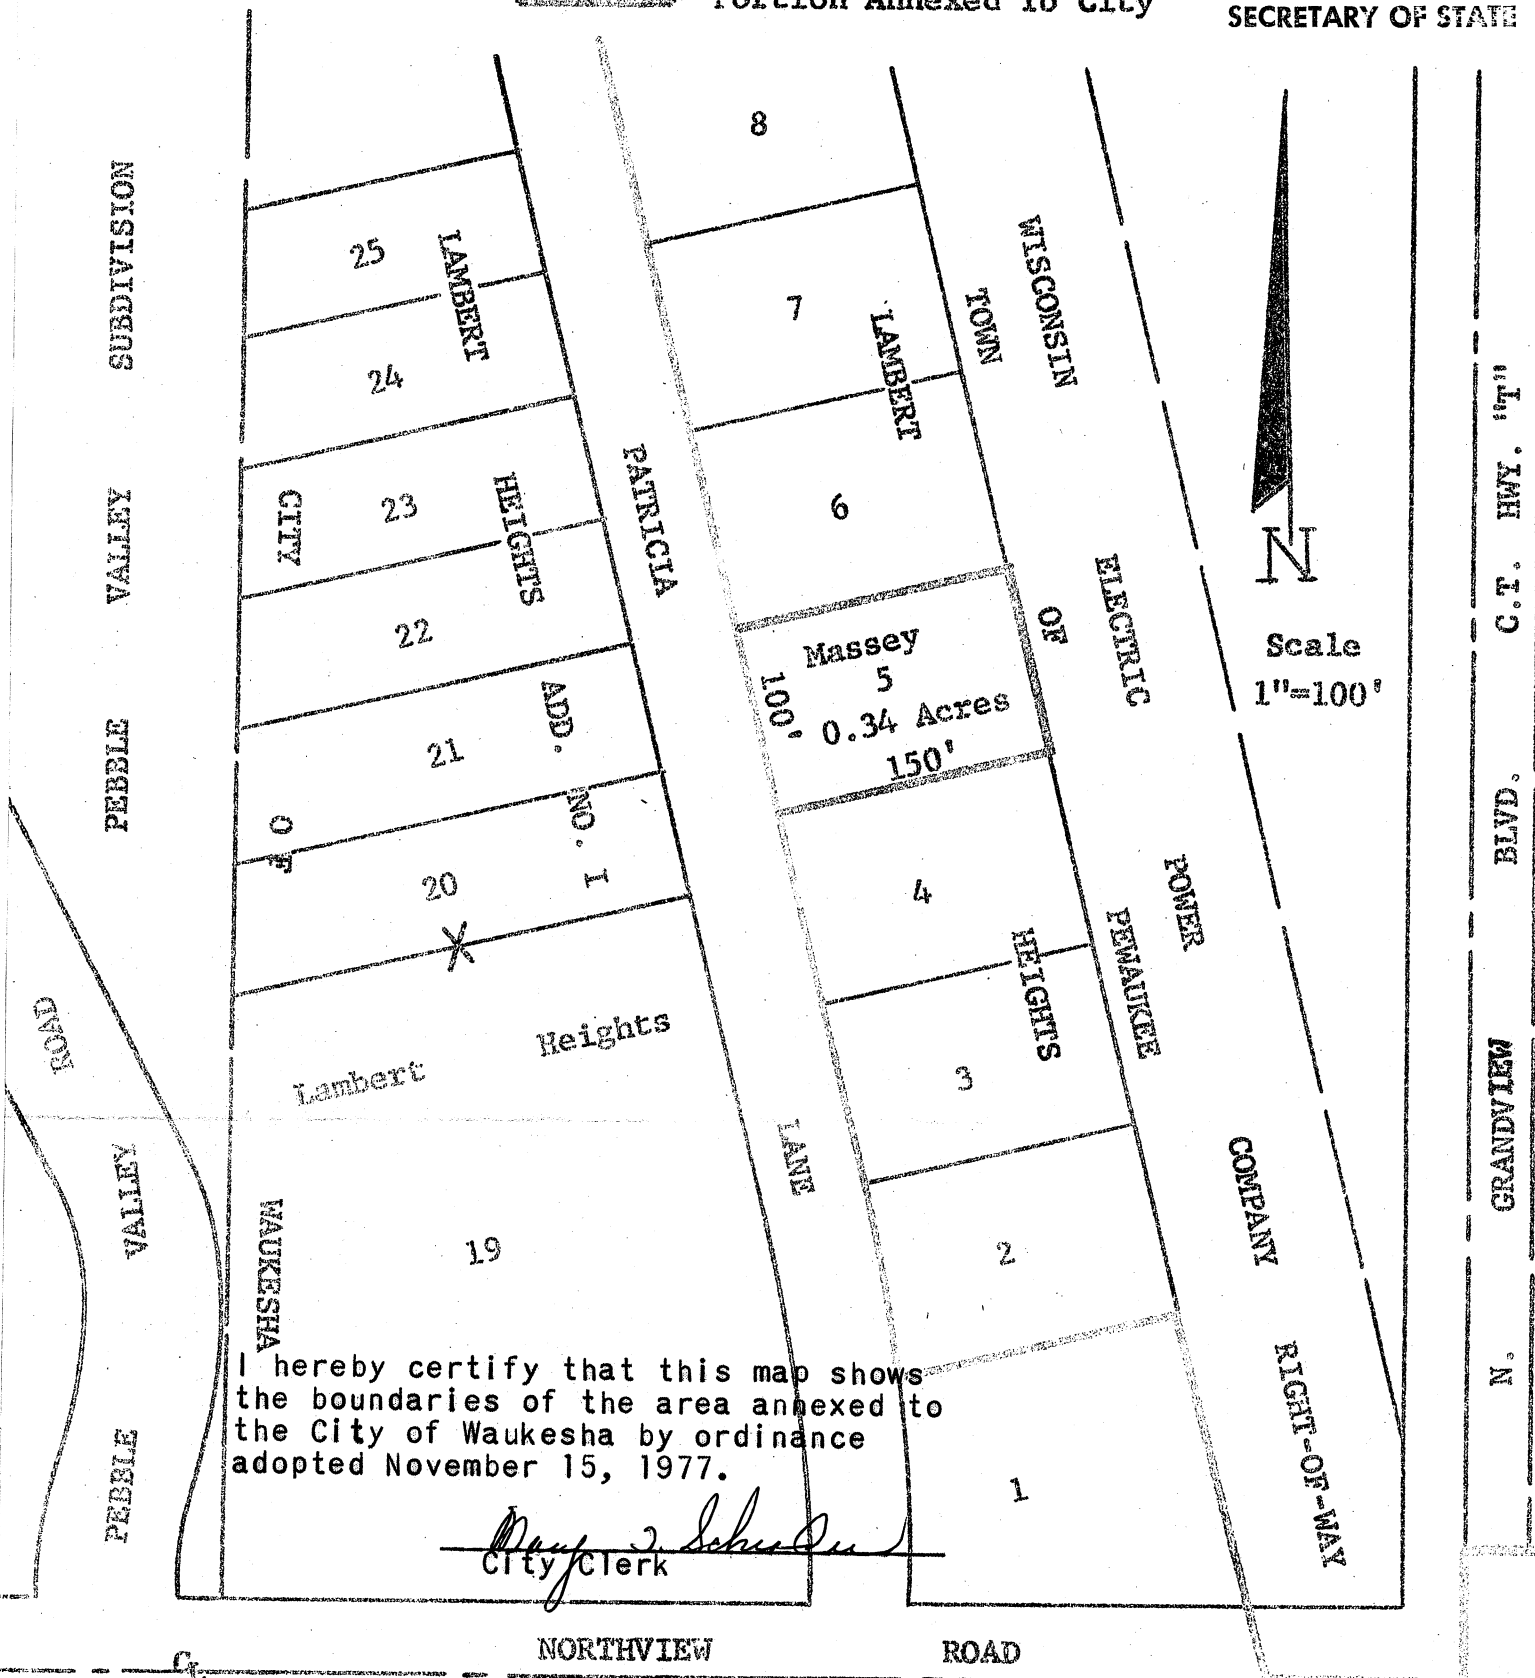 Portion Annexed To City
SECRETARY OF STATE
8
SUBDIVISION
25
LAMBERT
WISCONSIN
TOWN
7
LAMBERT
24
C.T. HWY. "T"
PATRICIA
CITY
23
HEIGHTS
6
N
VALLEY
ELECTRIC
OF
22
Massey
5
0.34 Acres
100'
150'
Scale
1"=100'
ADD.
21
PEBBLE
NO. I
OF
20
X
4
POWER
BLVD.
HEIGHTS
PEWAUKEE
ROAD
Lambert Heights
3
GRANDVIEW
LANE
VALLEY
COMPANY
WAUKESHA
19
2
N.
RIGHT-OF-WAY
I hereby certify that this map shows
the boundaries of the area annexed to
the City of Waukesha by ordinance
adopted November 15, 1977.
PEBBLE
1
City Clerk
NORTHVIEW ROAD